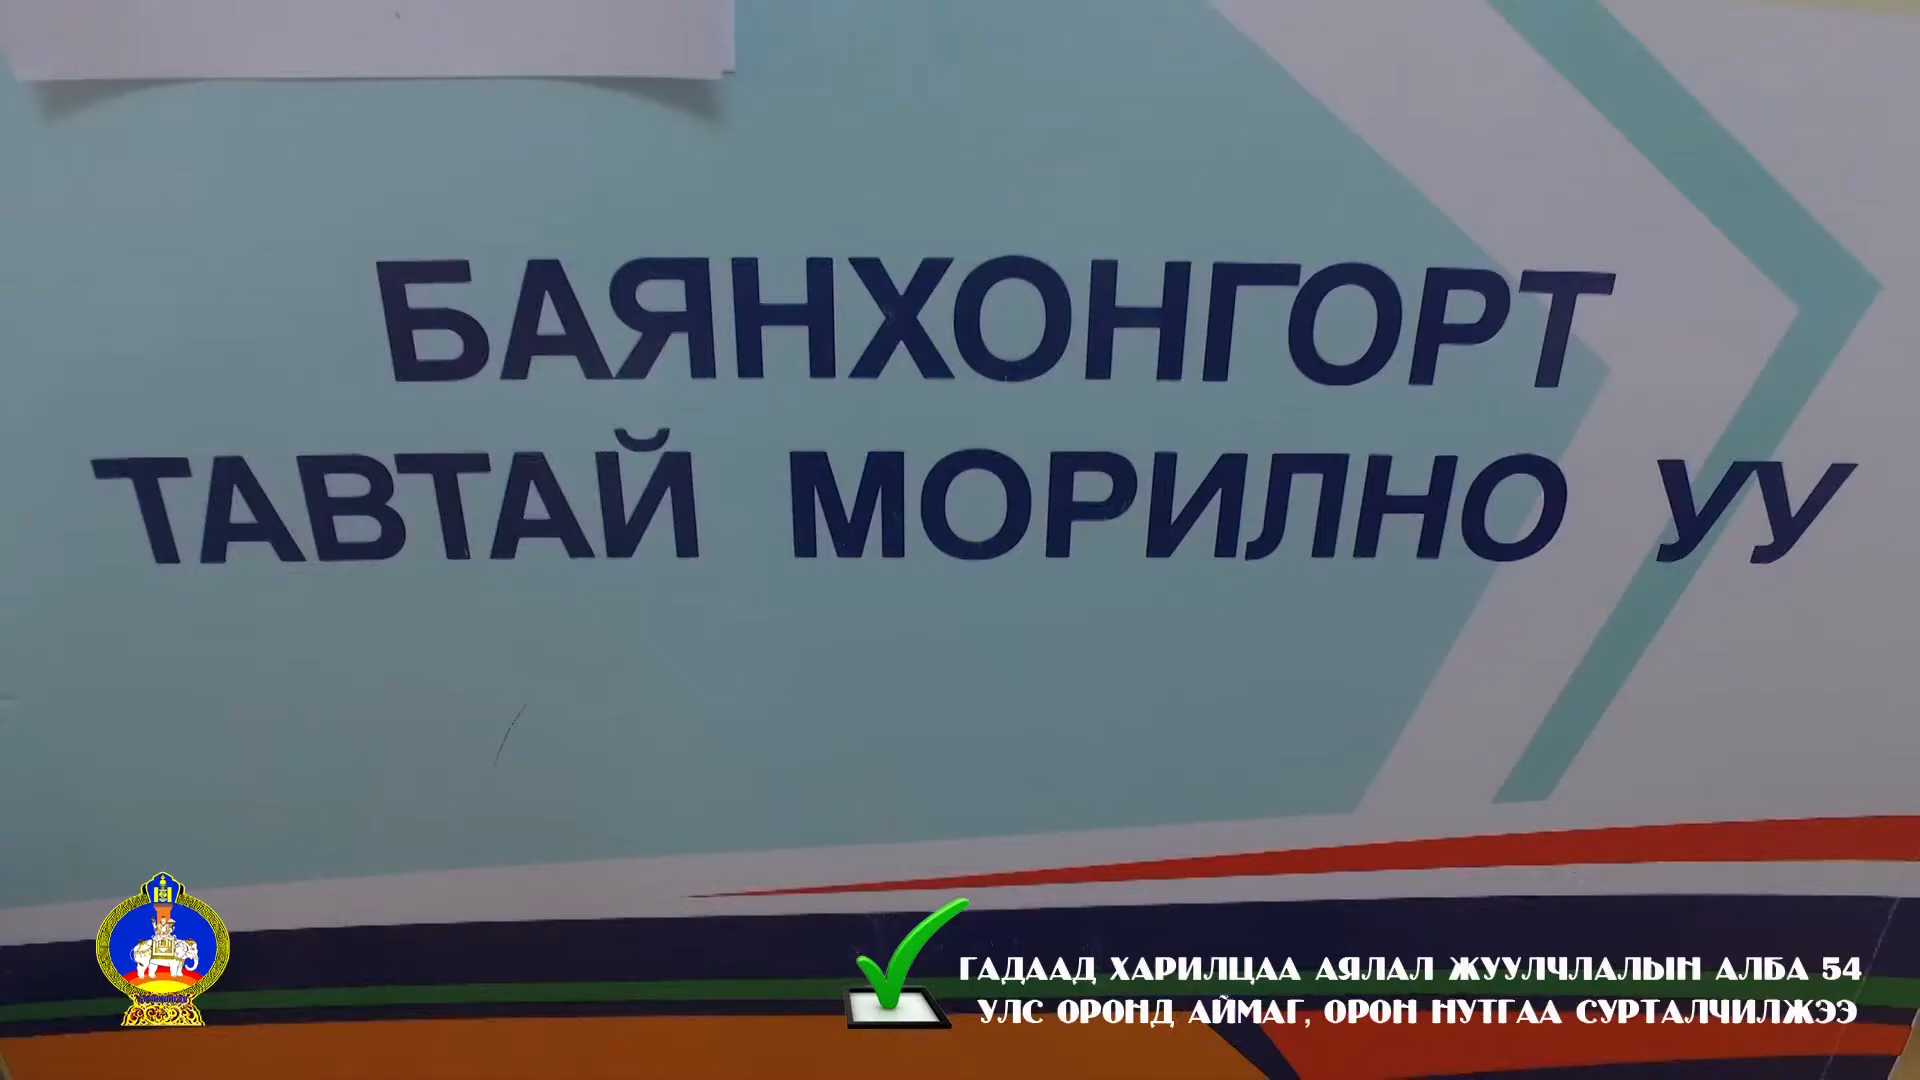 БАЯНХОНГОРТ
ТАВТАЙ МОРИЛНО УУ
ГАДААД ХАРИЛЦАА АЯЛАЛ ЖУУЛЧЛАЛЫН АЛБА 54
УЛС ОРОНД АЙМАГ, ОРОН НУТГАА СУРТАЛЧИЛЖЭЭ